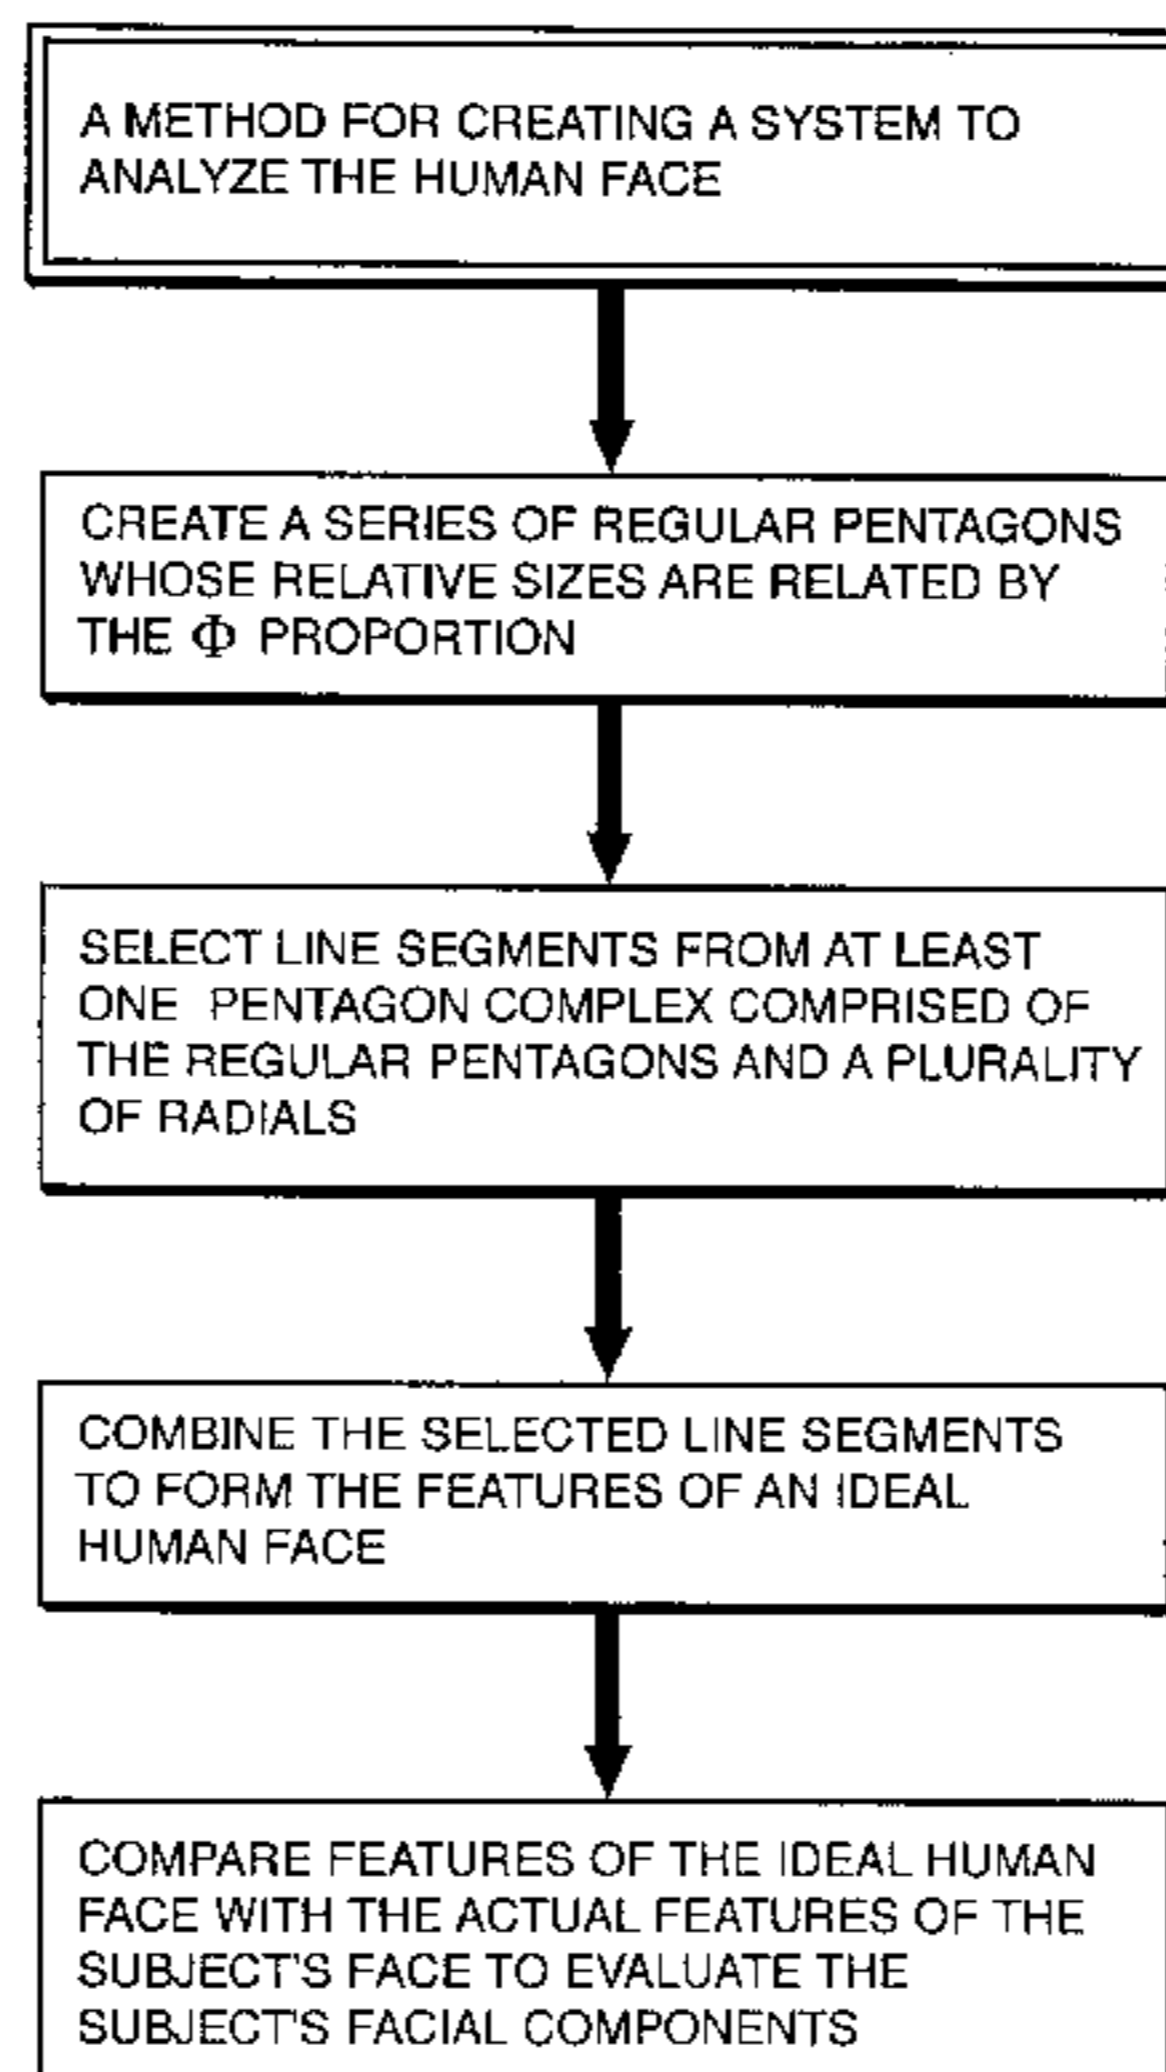 A METHOD FOR CREATING A SYSTEM TO
ANALYZE THE HUMAN FACE
CREATE A SERIES OF REGULAR PENTAGONS
WHOSE RELATIVE SIZES ARE RELATED BY
THE Φ PROPORTION
SELECT LINE SEGMENTS FROM AT LEAST
ONE PENTAGON COMPLEX COMPRISED OF
THE REGULAR PENTAGONS AND A PLURALITY
OF RADIALS
COMBINE THE SELECTED LINE SEGMENTS
TO FORM THE FEATURES OF AN IDEAL
HUMAN FACE
COMPARE FEATURES OF THE IDEAL HUMAN
FACE WITH THE ACTUAL FEATURES OF THE
SUBJECT'S FACE TO EVALUATE THE
SUBJECT'S FACIAL COMPONENTS